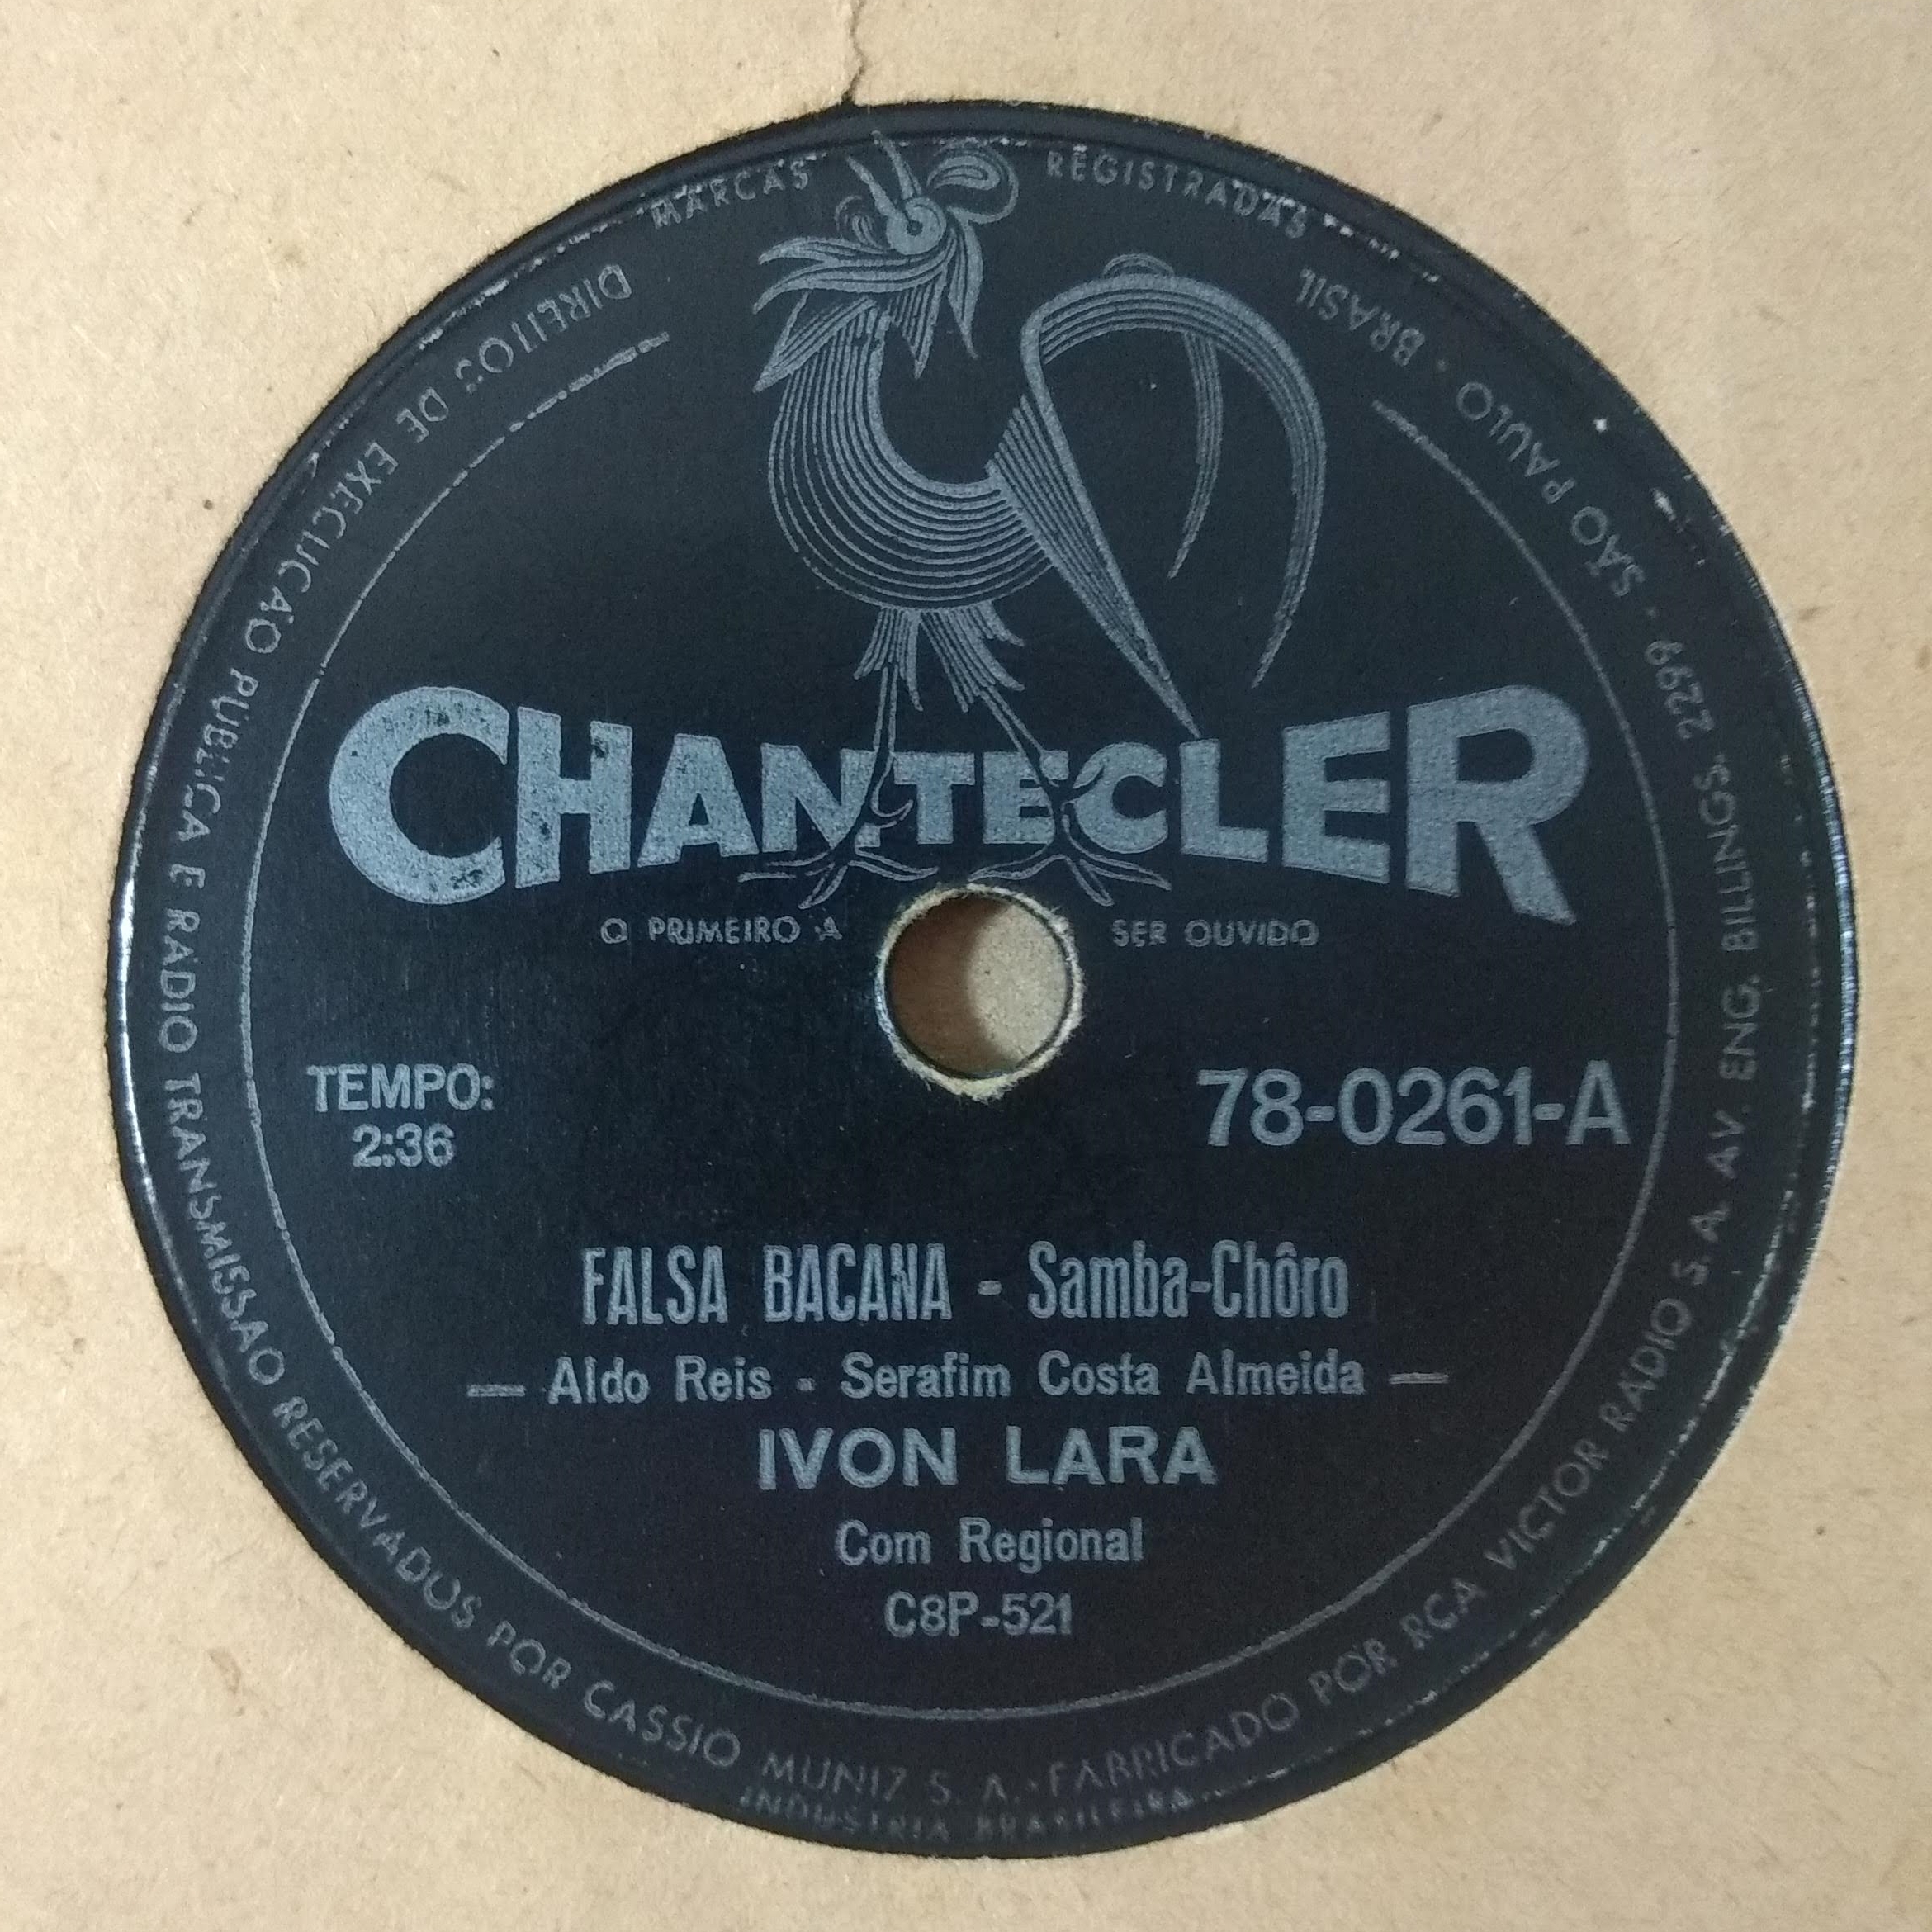 MARCAS REGISTRADAS
CHANTECLER
O PRIMEIRO A SER OUVIDO
TEMPO:
2:36
78-0261-A
FALSA BACANA - Samba-Chôro
— Aldo Reis - Serafim Costa Almeida —
IVON LARA
Com Regional
C8P-521
DIREITOS DE EXECUÇÃO PÚBLICA E RÁDIO TRANSMISSÃO RESERVADOS POR CASSIO MUNIZ S. A. · FABRICADO POR RCA VICTOR RADIO S. A. AV. ENG. BILLINGS, 2299 - SÃO PAULO · BRASIL
INDUSTRIA BRASILEIRA